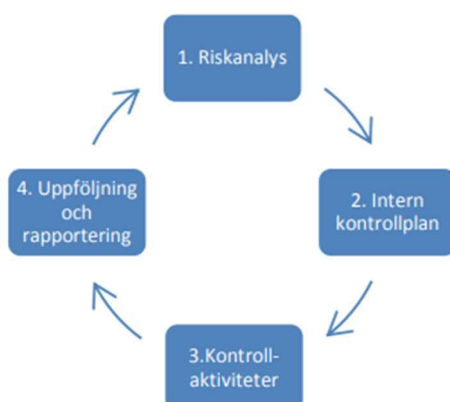 1. Riskanalys
2. Intern
kontrollplan
3.Kontroll-
aktiviteter
4. Uppföljning
och
rapportering